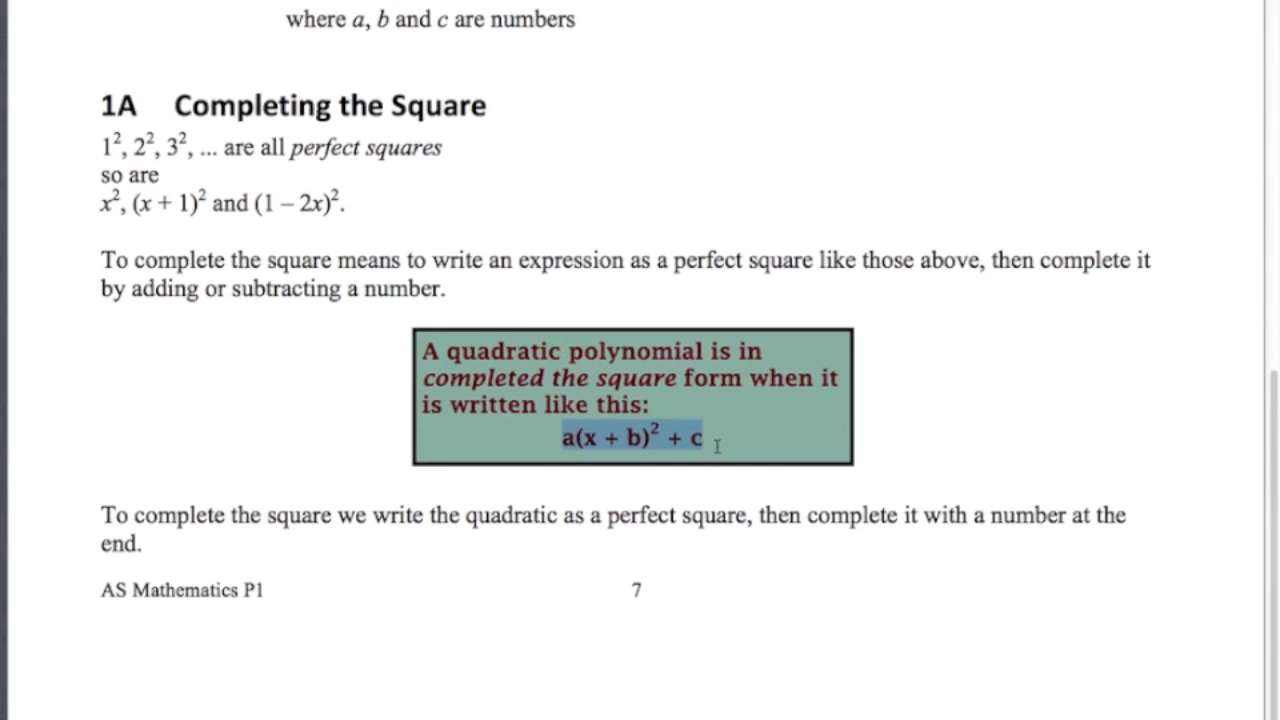 where a, b and c are numbers
1A Completing the Square
1², 2², 3², ... are all perfect squares
so are
x², (x + 1)² and (1 – 2x)².
To complete the square means to write an expression as a perfect square like those above, then complete it
by adding or subtracting a number.
A quadratic polynomial is in
completed the square form when it
is written like this:
a(x + b)² + c
To complete the square we write the quadratic as a perfect square, then complete it with a number at the
end.
AS Mathematics P1 7